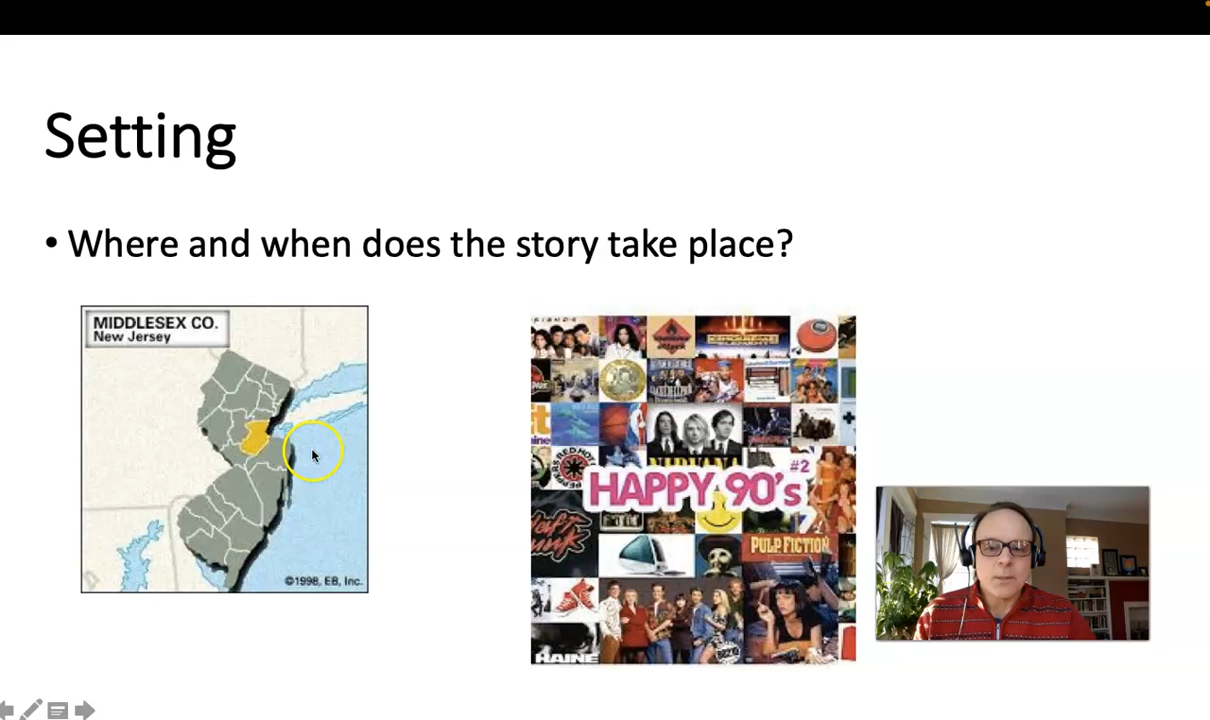 Setting
• Where and when does the story take place?
MIDDLESEX CO.
New Jersey
©1998, EB, Inc.
#2
HAPPY 90's
PULP FICTION
HAINE